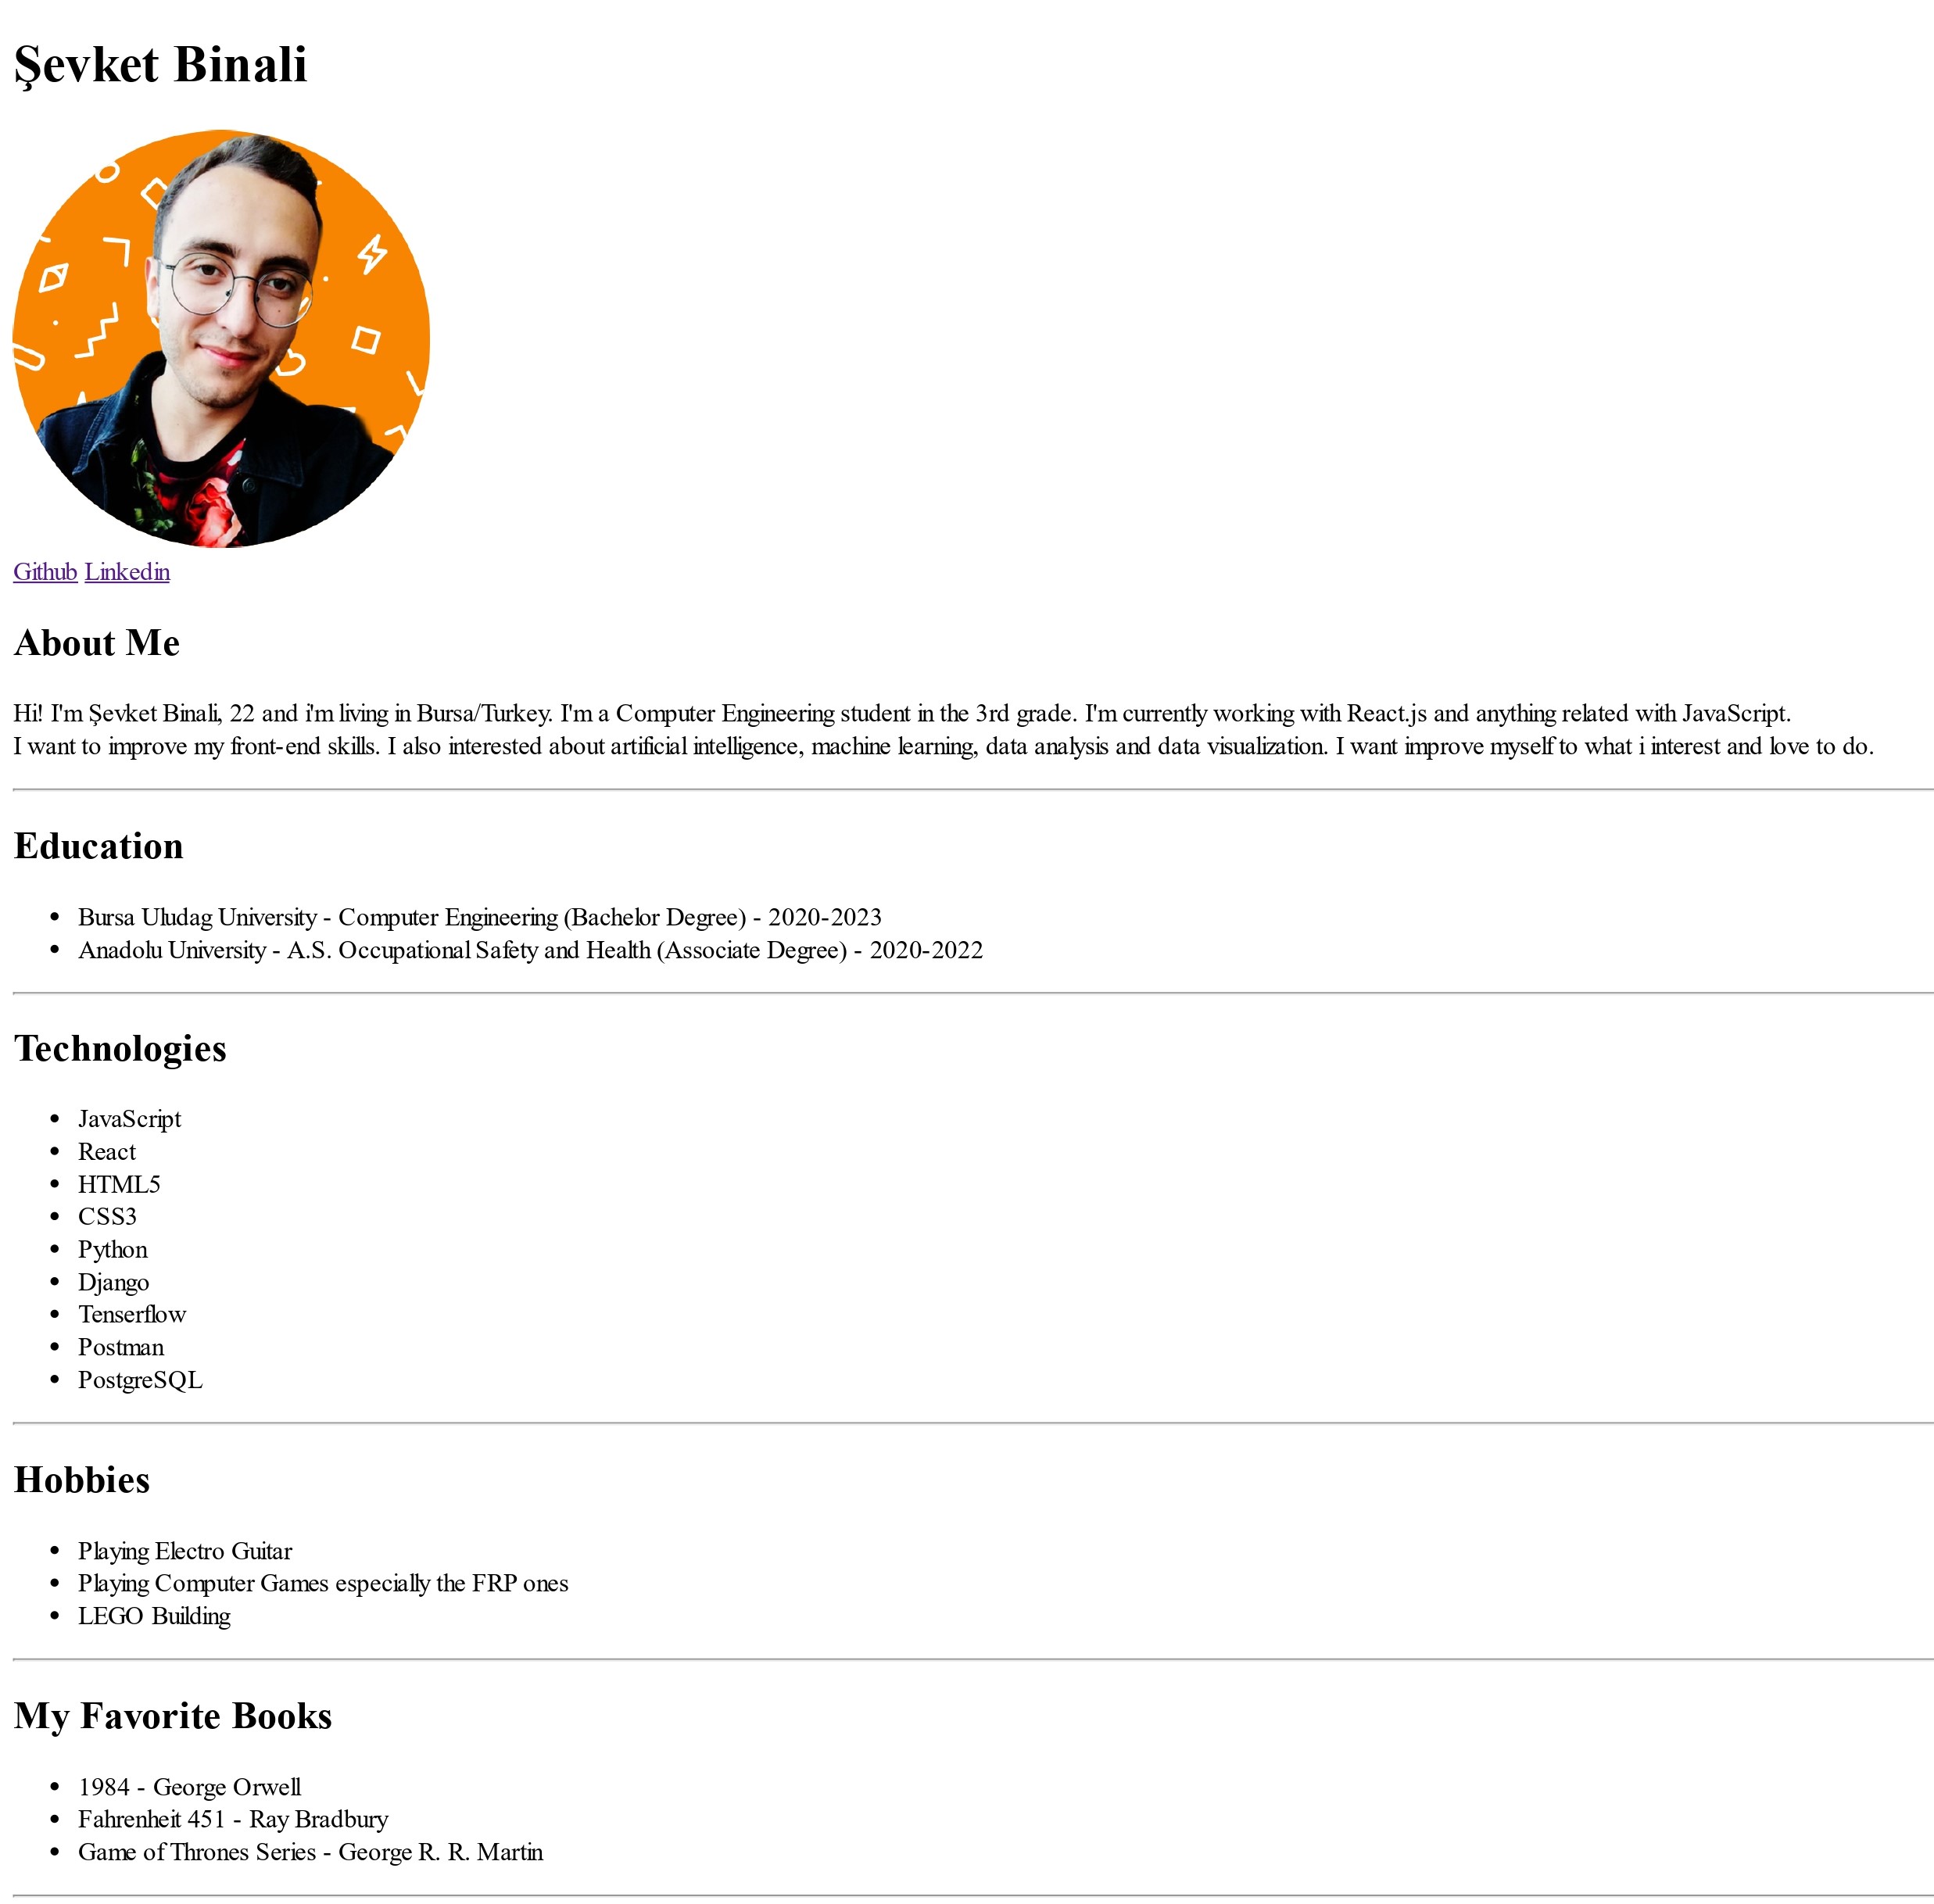 Şevket Binali
Github Linkedin
About Me
Hi! I'm Şevket Binali, 22 and i'm living in Bursa/Turkey. I'm a Computer Engineering student in the 3rd grade. I'm currently working with React.js and anything related with JavaScript.
I want to improve my front-end skills. I also interested about artificial intelligence, machine learning, data analysis and data visualization. I want improve myself to what i interest and love to do.
Education
• Bursa Uludag University - Computer Engineering (Bachelor Degree) - 2020-2023
• Anadolu University - A.S. Occupational Safety and Health (Associate Degree) - 2020-2022
Technologies
• JavaScript
• React
• HTML5
• CSS3
• Python
• Django
• Tenserflow
• Postman
• PostgreSQL
Hobbies
• Playing Electro Guitar
• Playing Computer Games especially the FRP ones
• LEGO Building
My Favorite Books
• 1984 - George Orwell
• Fahrenheit 451 - Ray Bradbury
• Game of Thrones Series - George R. R. Martin